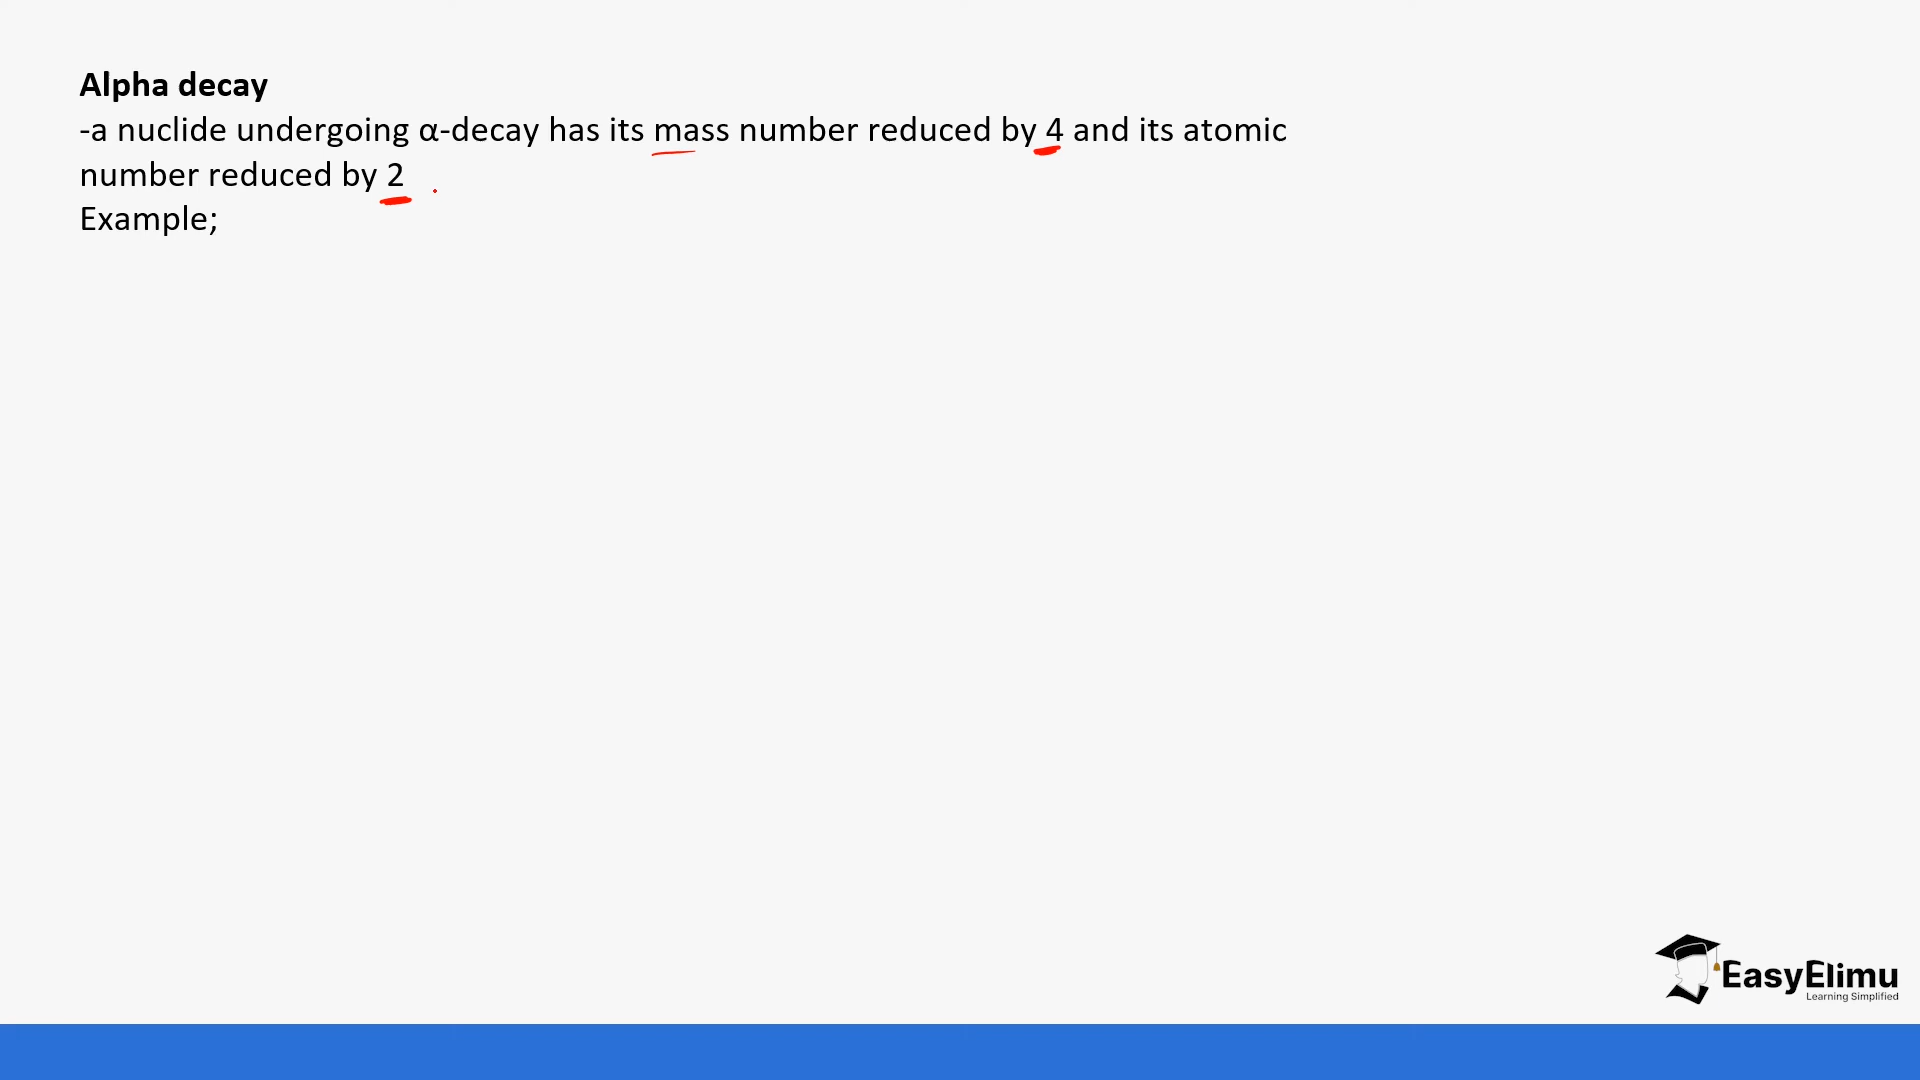 Alpha decay
-a nuclide undergoing α-decay has its mass number reduced by 4 and its atomic
number reduced by 2
Example;
EasyElimu
Learning Simplified